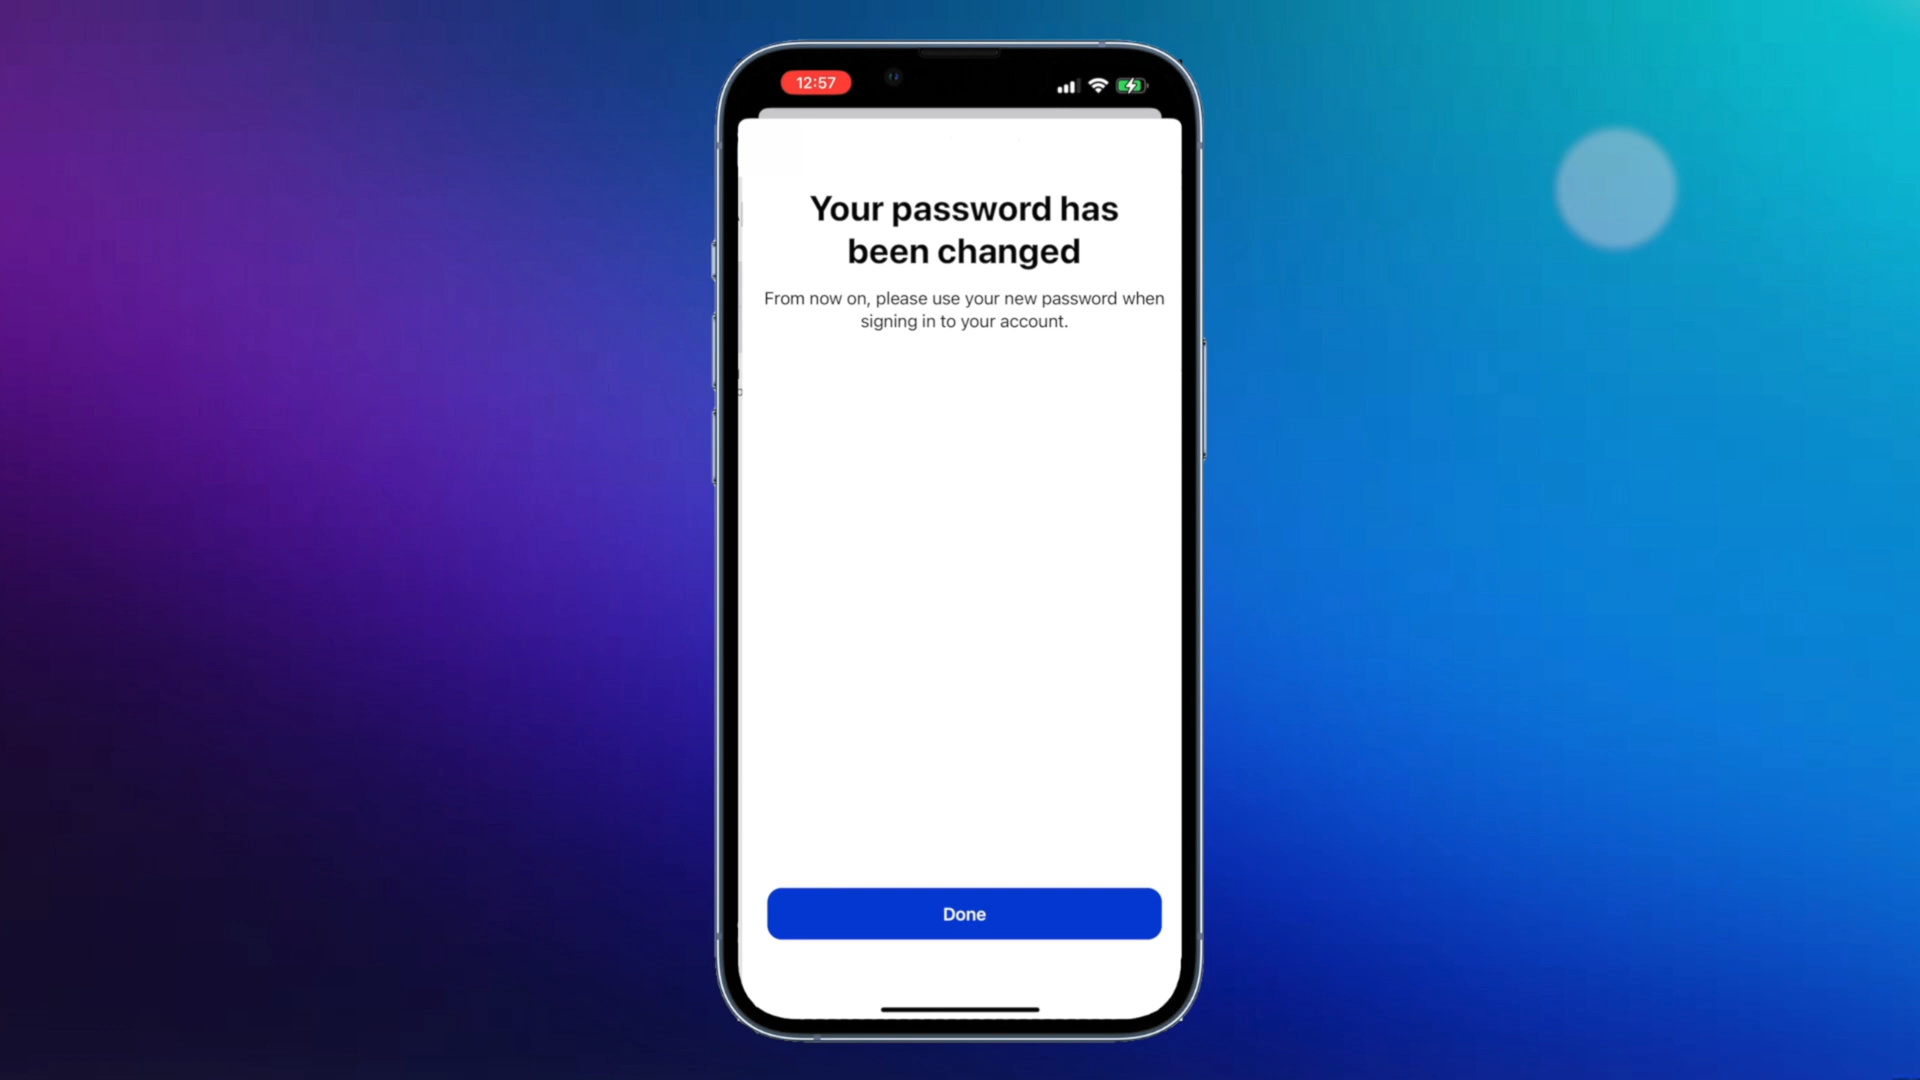 12:57
Your password has
been changed
From now on, please use your new password when
signing in to your account.
Done